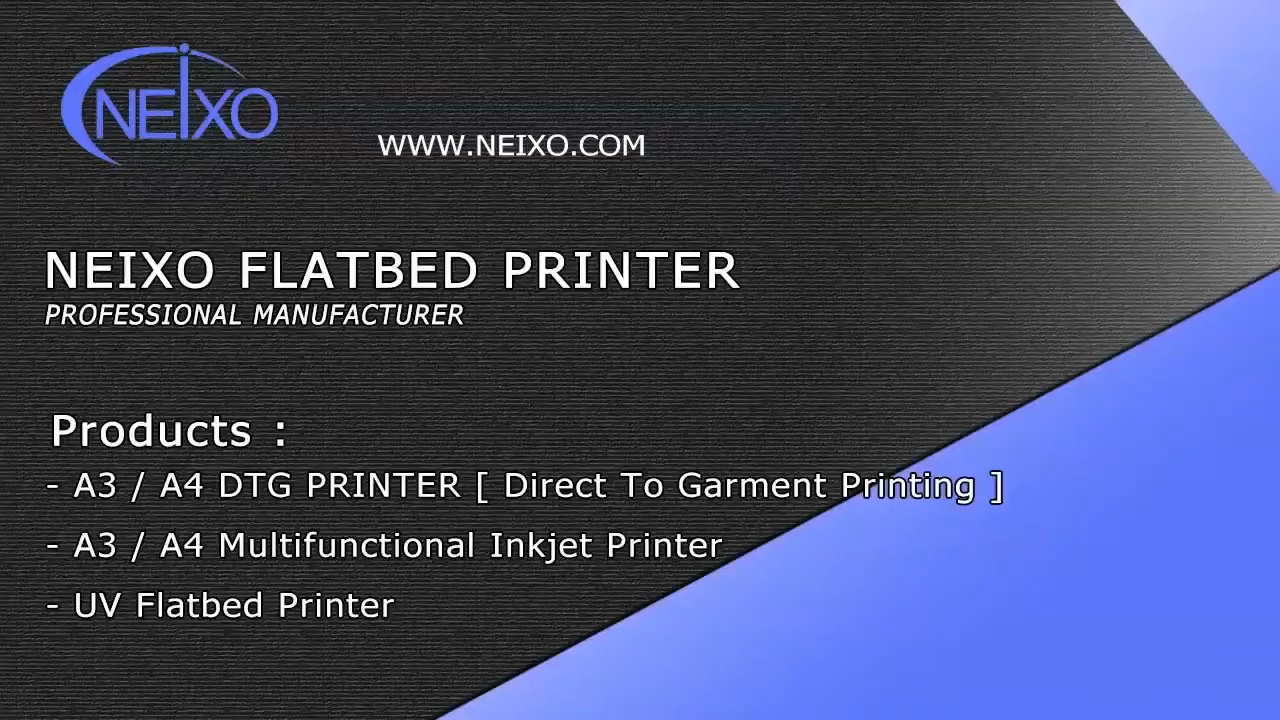 NEIXO
WWW.NEIXO.COM
NEIXO FLATBED PRINTER
PROFESSIONAL MANUFACTURER
Products :
- A3 / A4 DTG PRINTER [ Direct To Garment Printing ]
- A3 / A4 Multifunctional Inkjet Printer
- UV Flatbed Printer